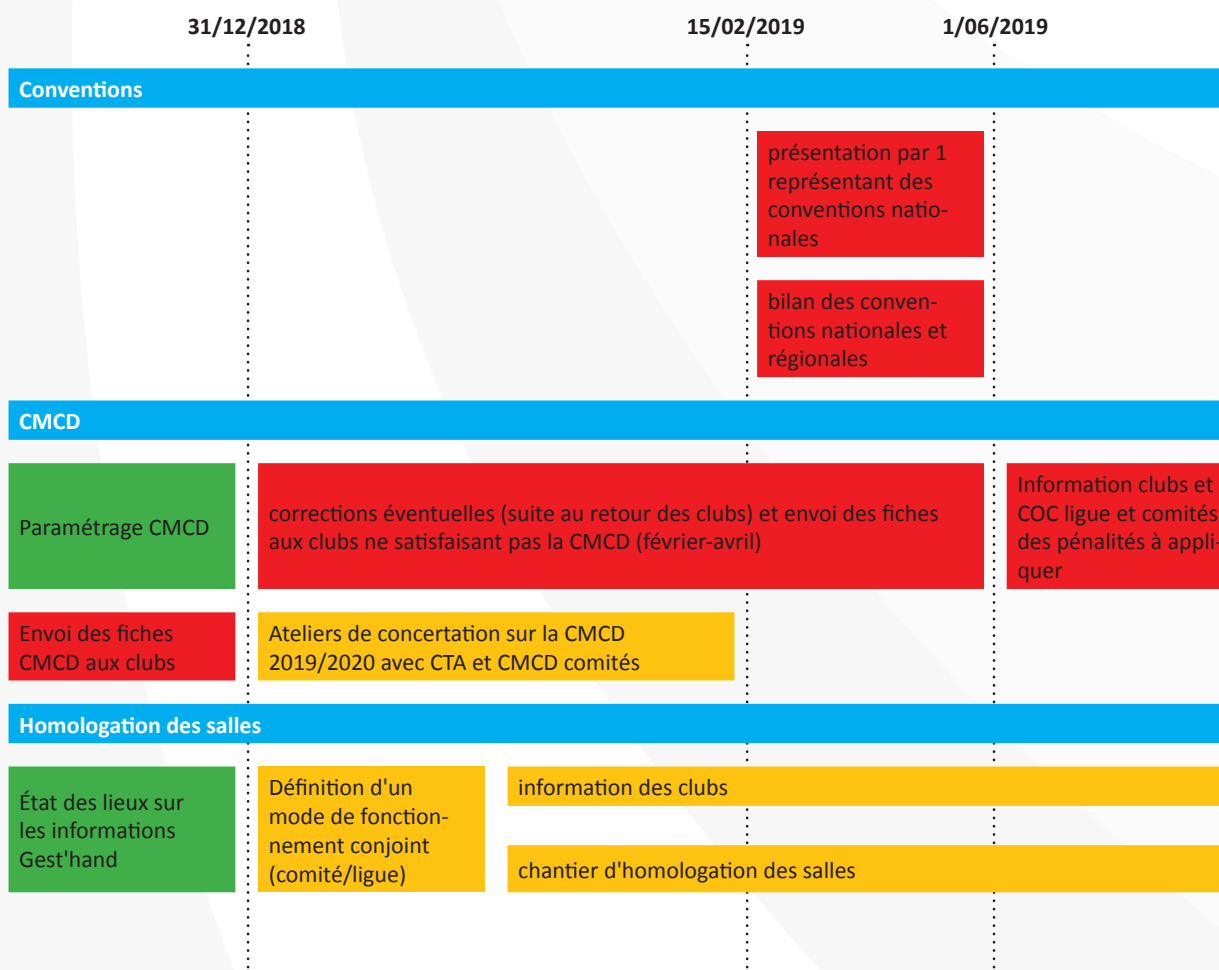 31/12/2018 15/02/2019 1/06/2019
Conventions
présentation par 1
représentant des
conventions natio-
nales
bilan des conven-
tions nationales et
régionales
CMCD
Paramétrage CMCD
corrections éventuelles (suite au retour des clubs) et envoi des fiches
aux clubs ne satisfaisant pas la CMCD (février-avril)
Information clubs et
COC ligue et comités
des pénalités à appli-
quer
Envoi des fiches
CMCD aux clubs
Ateliers de concertation sur la CMCD
2019/2020 avec CTA et CMCD comités
Homologation des salles
État des lieux sur
les informations
Gest'hand
Définition d'un
mode de fonction-
nement conjoint
(comité/ligue)
information des clubs
chantier d'homologation des salles